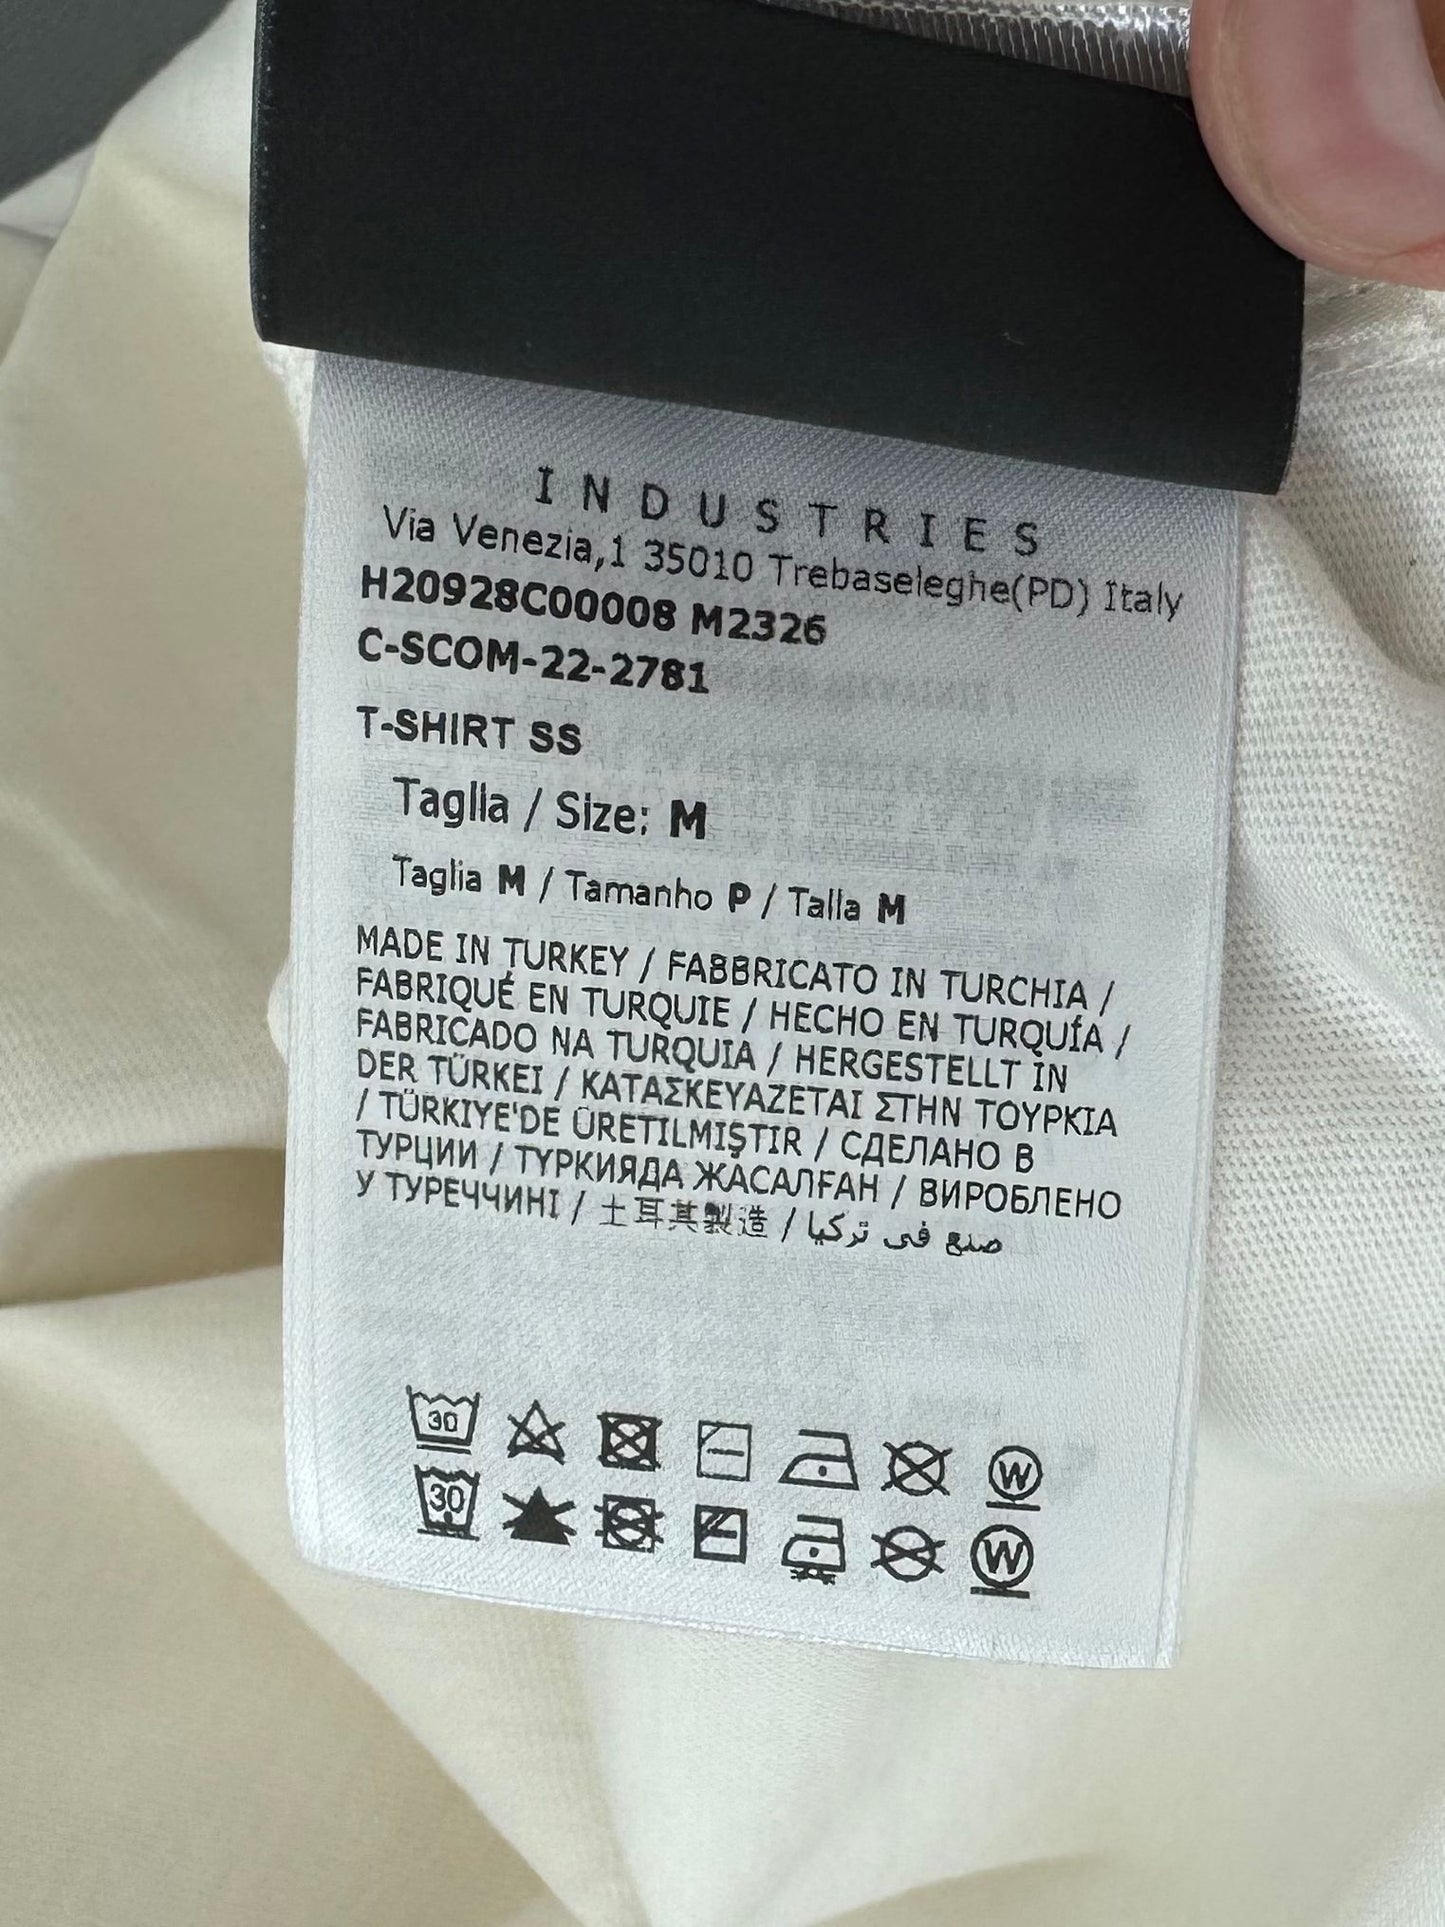 INDUSTRIES
Via Venezia,1 35010 Trebaseleghe(PD) Italy
H20928C00008 M2326
C-SCOM-22-2781
T-SHIRT SS
Taglia / Size: M
Taglia M / Tamanho P / Talla M
MADE IN TURKEY / FABBRICATO IN TURCHIA /
FABRIQUÉ EN TURQUIE / HECHO EN TURQUÍA /
FABRICADO NA TURQUIA / HERGESTELLT IN
DER TÜRKEI / ΚΑΤΑΣΚΕΥΑΖΕΤΑΙ ΣΤΗΝ ΤΟΥΡΚΙΑ
/ TÜRKIYE'DE ÜRETILMIŞTIR / СДЕЛАНО В
ТУРЦИИ / ТҮРКИЯДА ЖАСАЛҒАН / ВИРОБЛЕНО
У ТУРЕЧЧИНІ / 土耳其製造 / صنع في تركيا
30 W
30 W